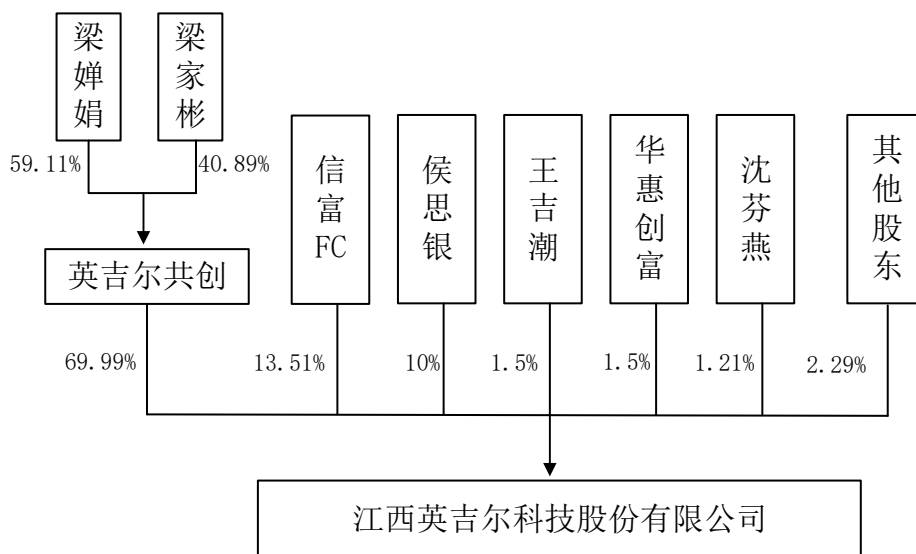 梁婵娟
梁家彬
59.11%
40.89%
英吉尔共创
信富FC
侯思银
王吉潮
华惠创富
沈芬燕
其他股东
69.99%
13.51%
10%
1.5%
1.5%
1.21%
2.29%
江西英吉尔科技股份有限公司